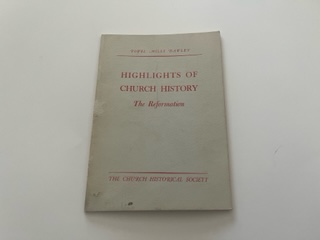 HIGHLIGHTS OF
CHURCH HISTORY
The Reformation
THE CHURCH HISTORICAL SOCIETY